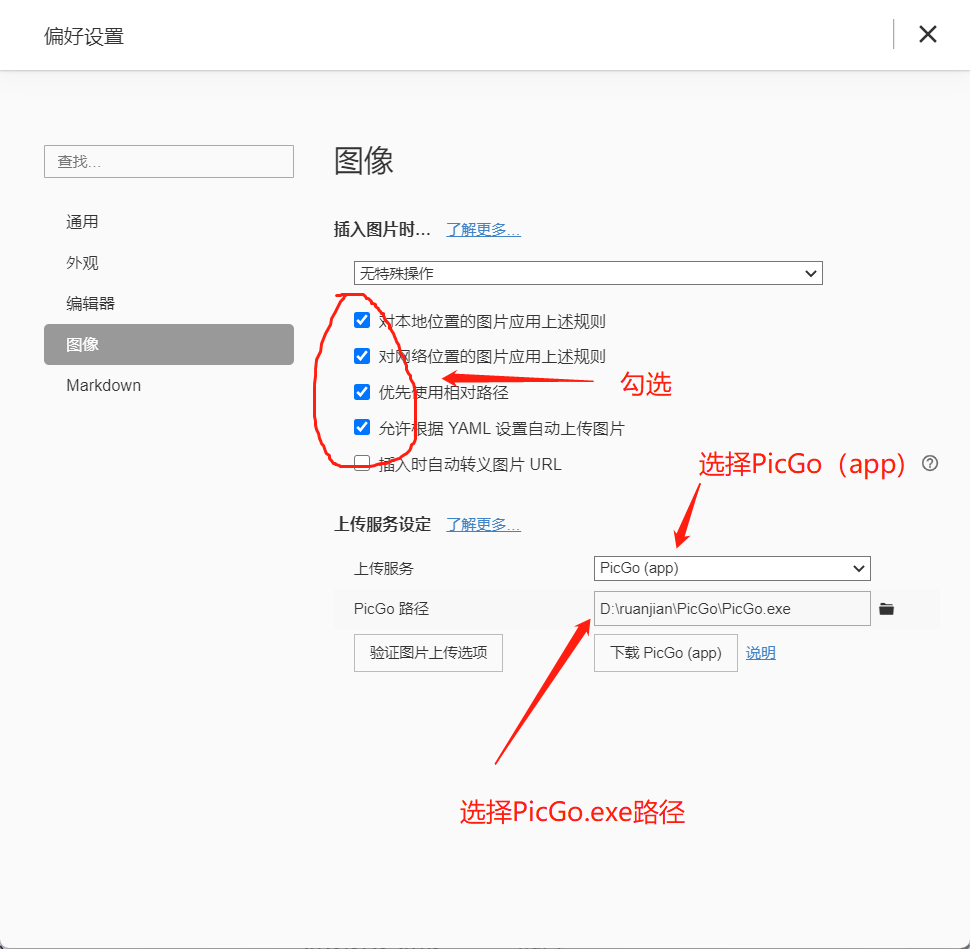 偏好设置
查找...
图像
通用
外观
编辑器
图像
Markdown
插入图片时... 了解更多...
无特殊操作
对本地位置的图片应用上述规则
对网络位置的图片应用上述规则
优先使用相对路径
勾选
允许根据 YAML 设置自动上传图片
插入时自动转义图片 URL
选择PicGo（app）
上传服务设定 了解更多...
上传服务 PicGo (app)
PicGo 路径 D:\ruanjian\PicGo\PicGo.exe
验证图片上传选项 下载 PicGo (app) 说明
选择PicGo.exe路径